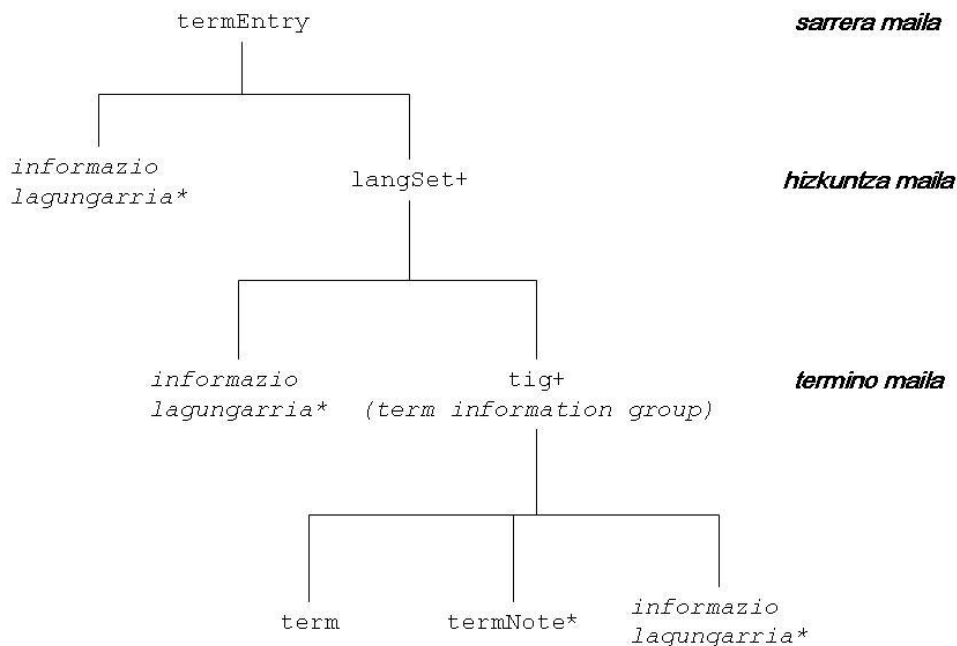 termEntry
sarrera maila
informazio
lagungarria*
langSet+
hizkuntza maila
informazio
lagungarria*
tig+
(term information group)
termino maila
term
termNote*
informazio
lagungarria*